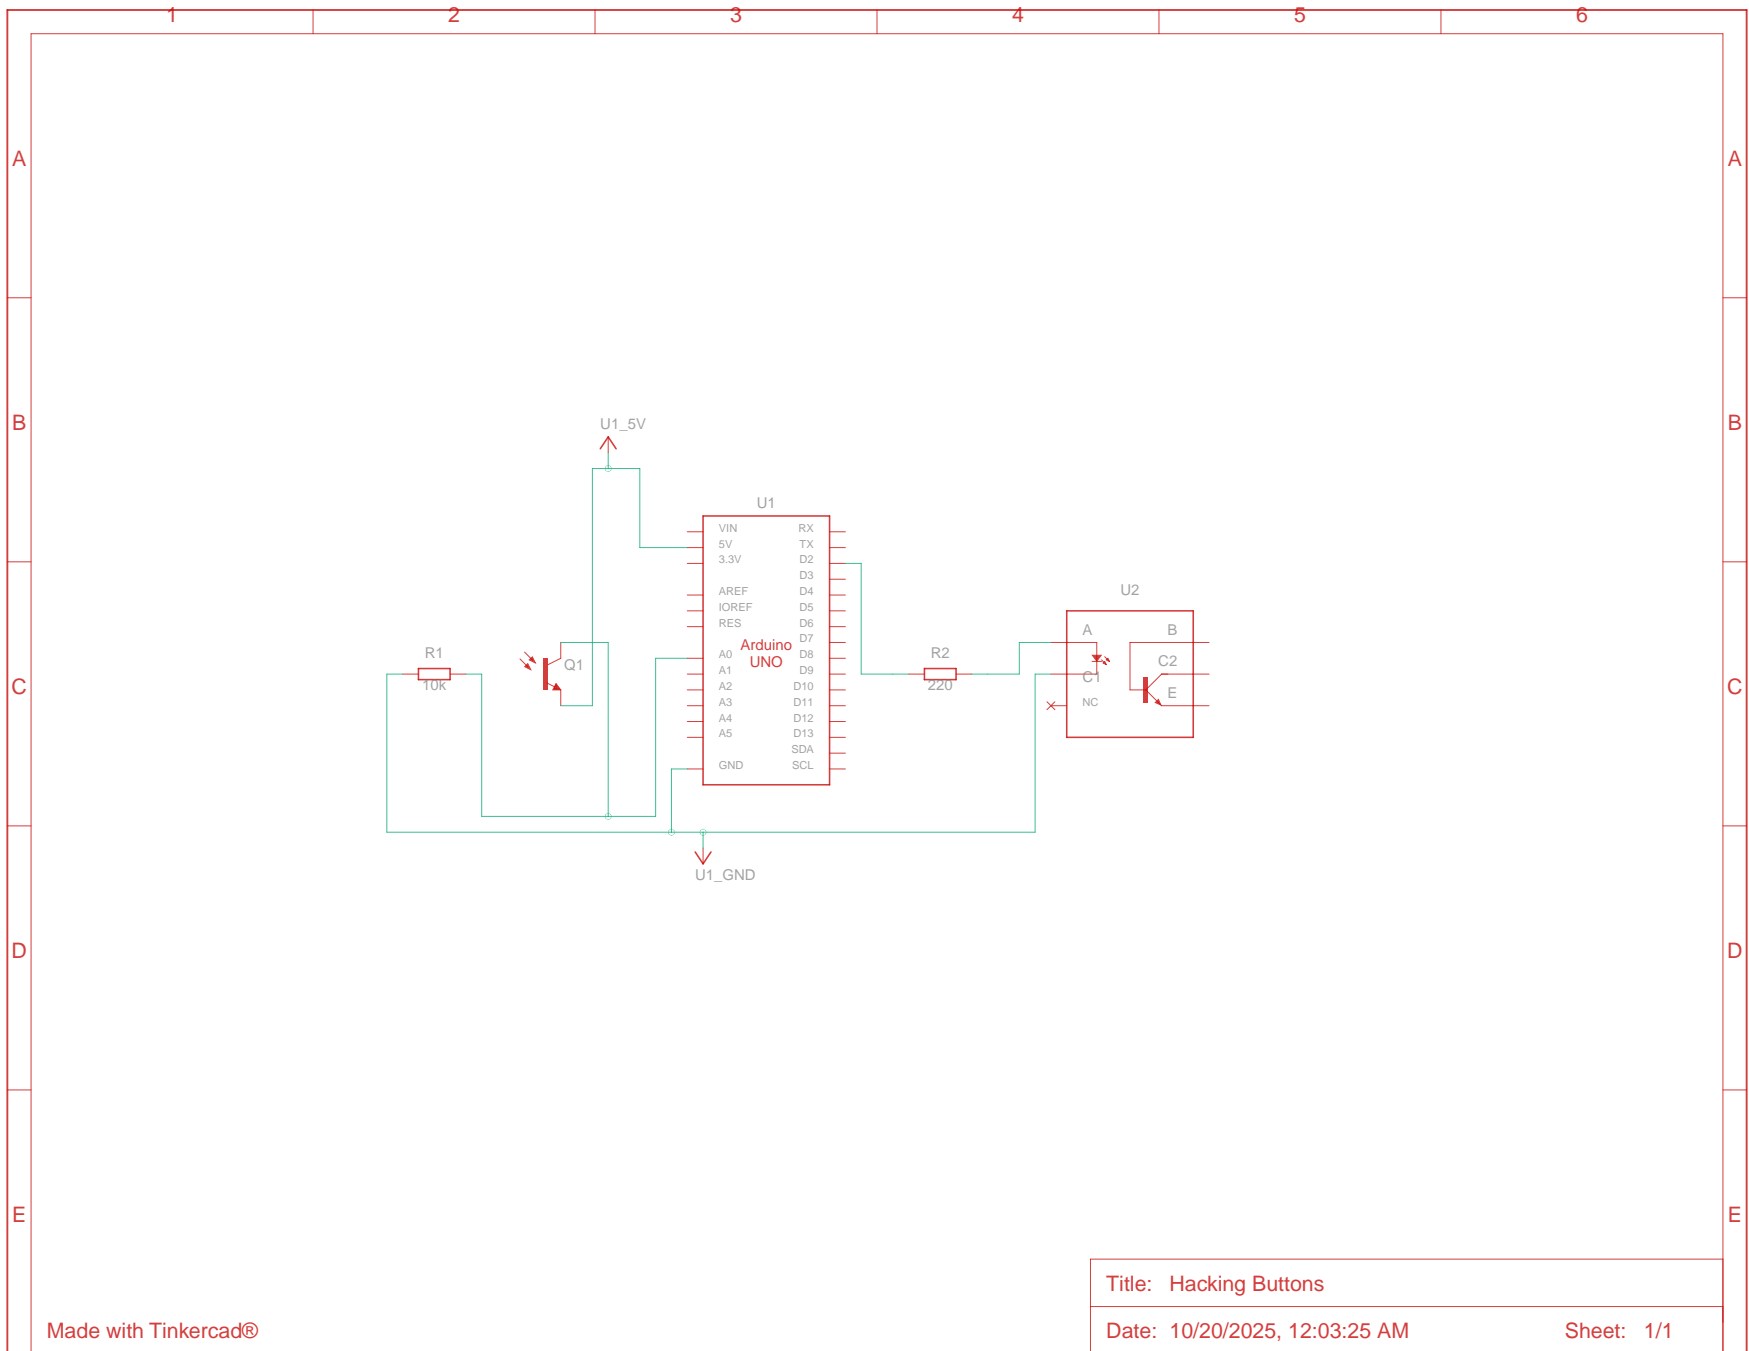 1 2 3 4 5 6
A A
B B
U1_5V
U1
VIN RX
5V TX
3.3V D2
D3
AREF D4
IOREF D5
RES D6
D7
A0 D8
A1 D9
A2 D10
A3 D11
A4 D12
A5 D13
SDA
GND SCL
Arduino
UNO
R1
10k
Q1
R2
220
U2
A B
C1 C2
NC E
C C
U1_GND
D D
E E
Title: Hacking Buttons
Made with Tinkercad®
Date: 10/20/2025, 12:03:25 AM Sheet: 1/1